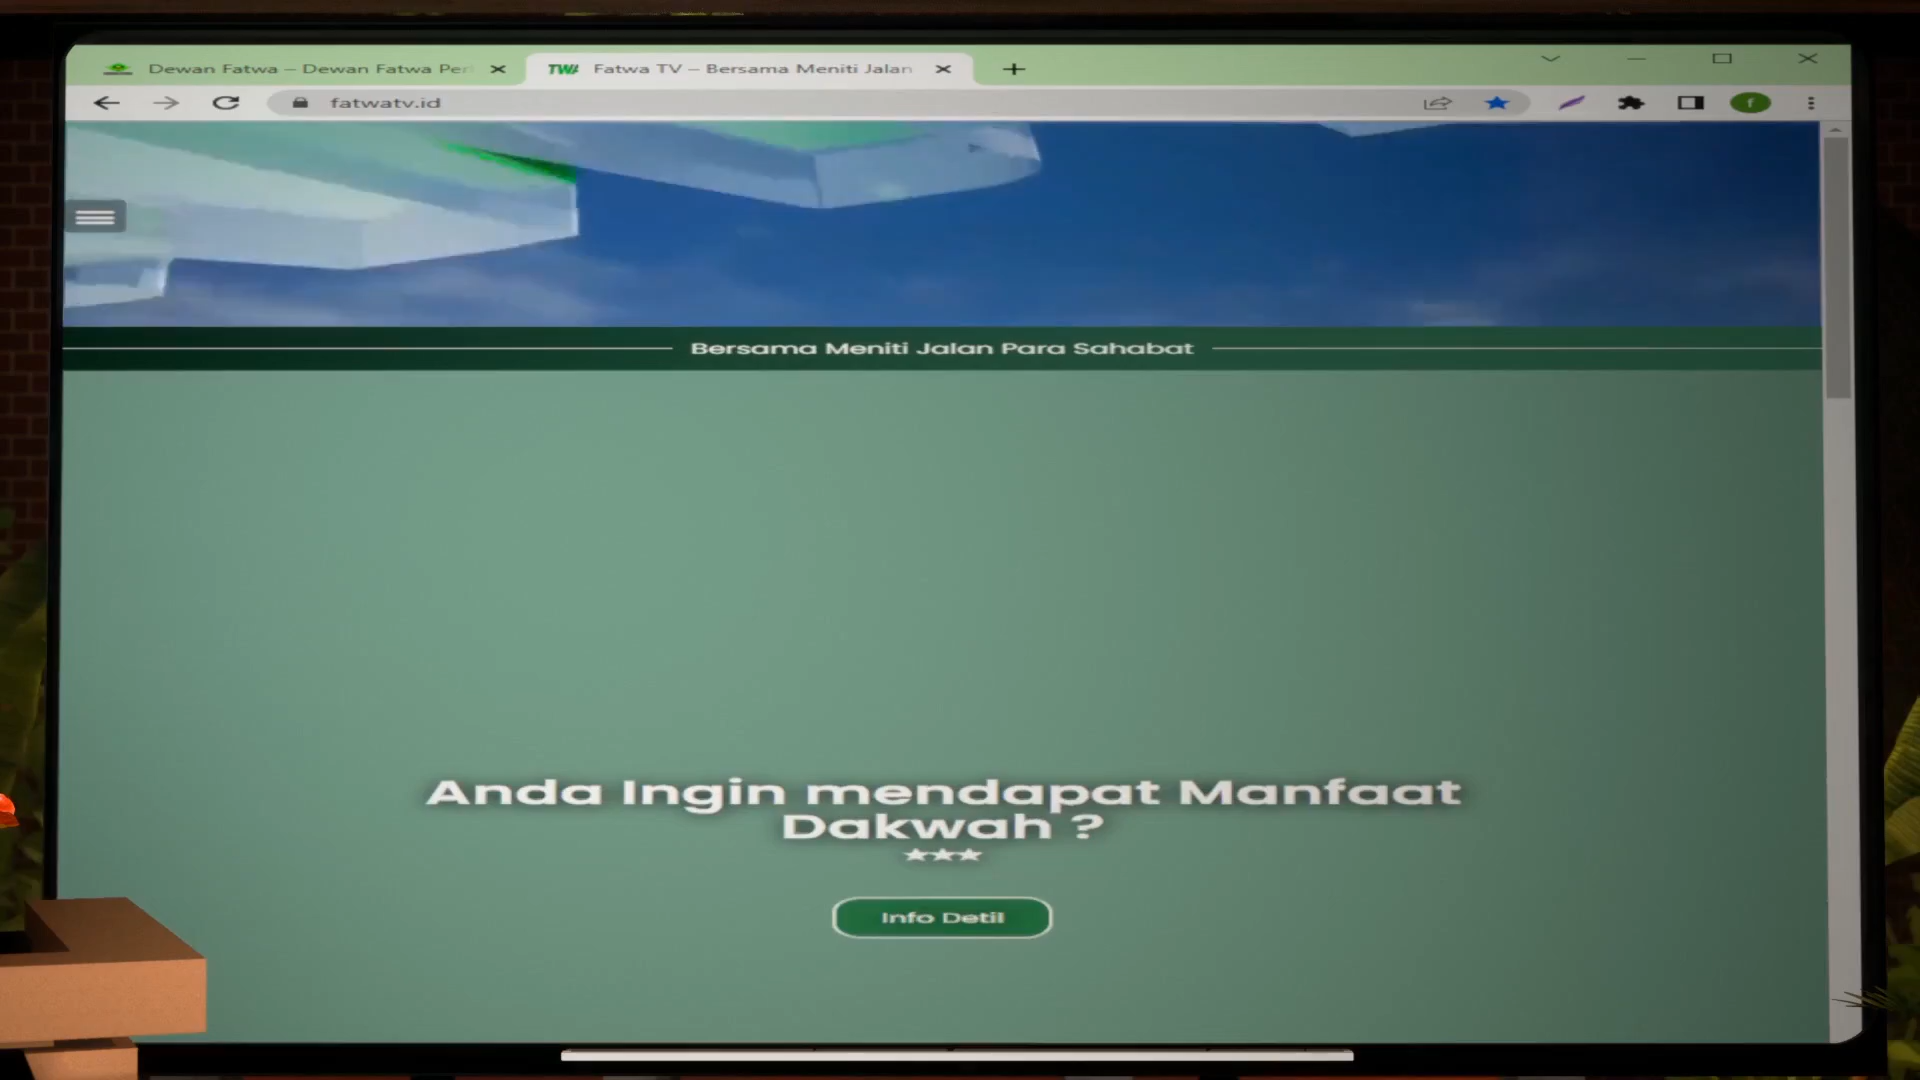 Dewan Fatwa – Dewan Fatwa Per
TWA Fatwa TV – Bersama Meniti Jalan
fatwatv.id
f
Bersama Meniti Jalan Para Sahabat
Anda Ingin mendapat Manfaat
Dakwah ?
Info Detil